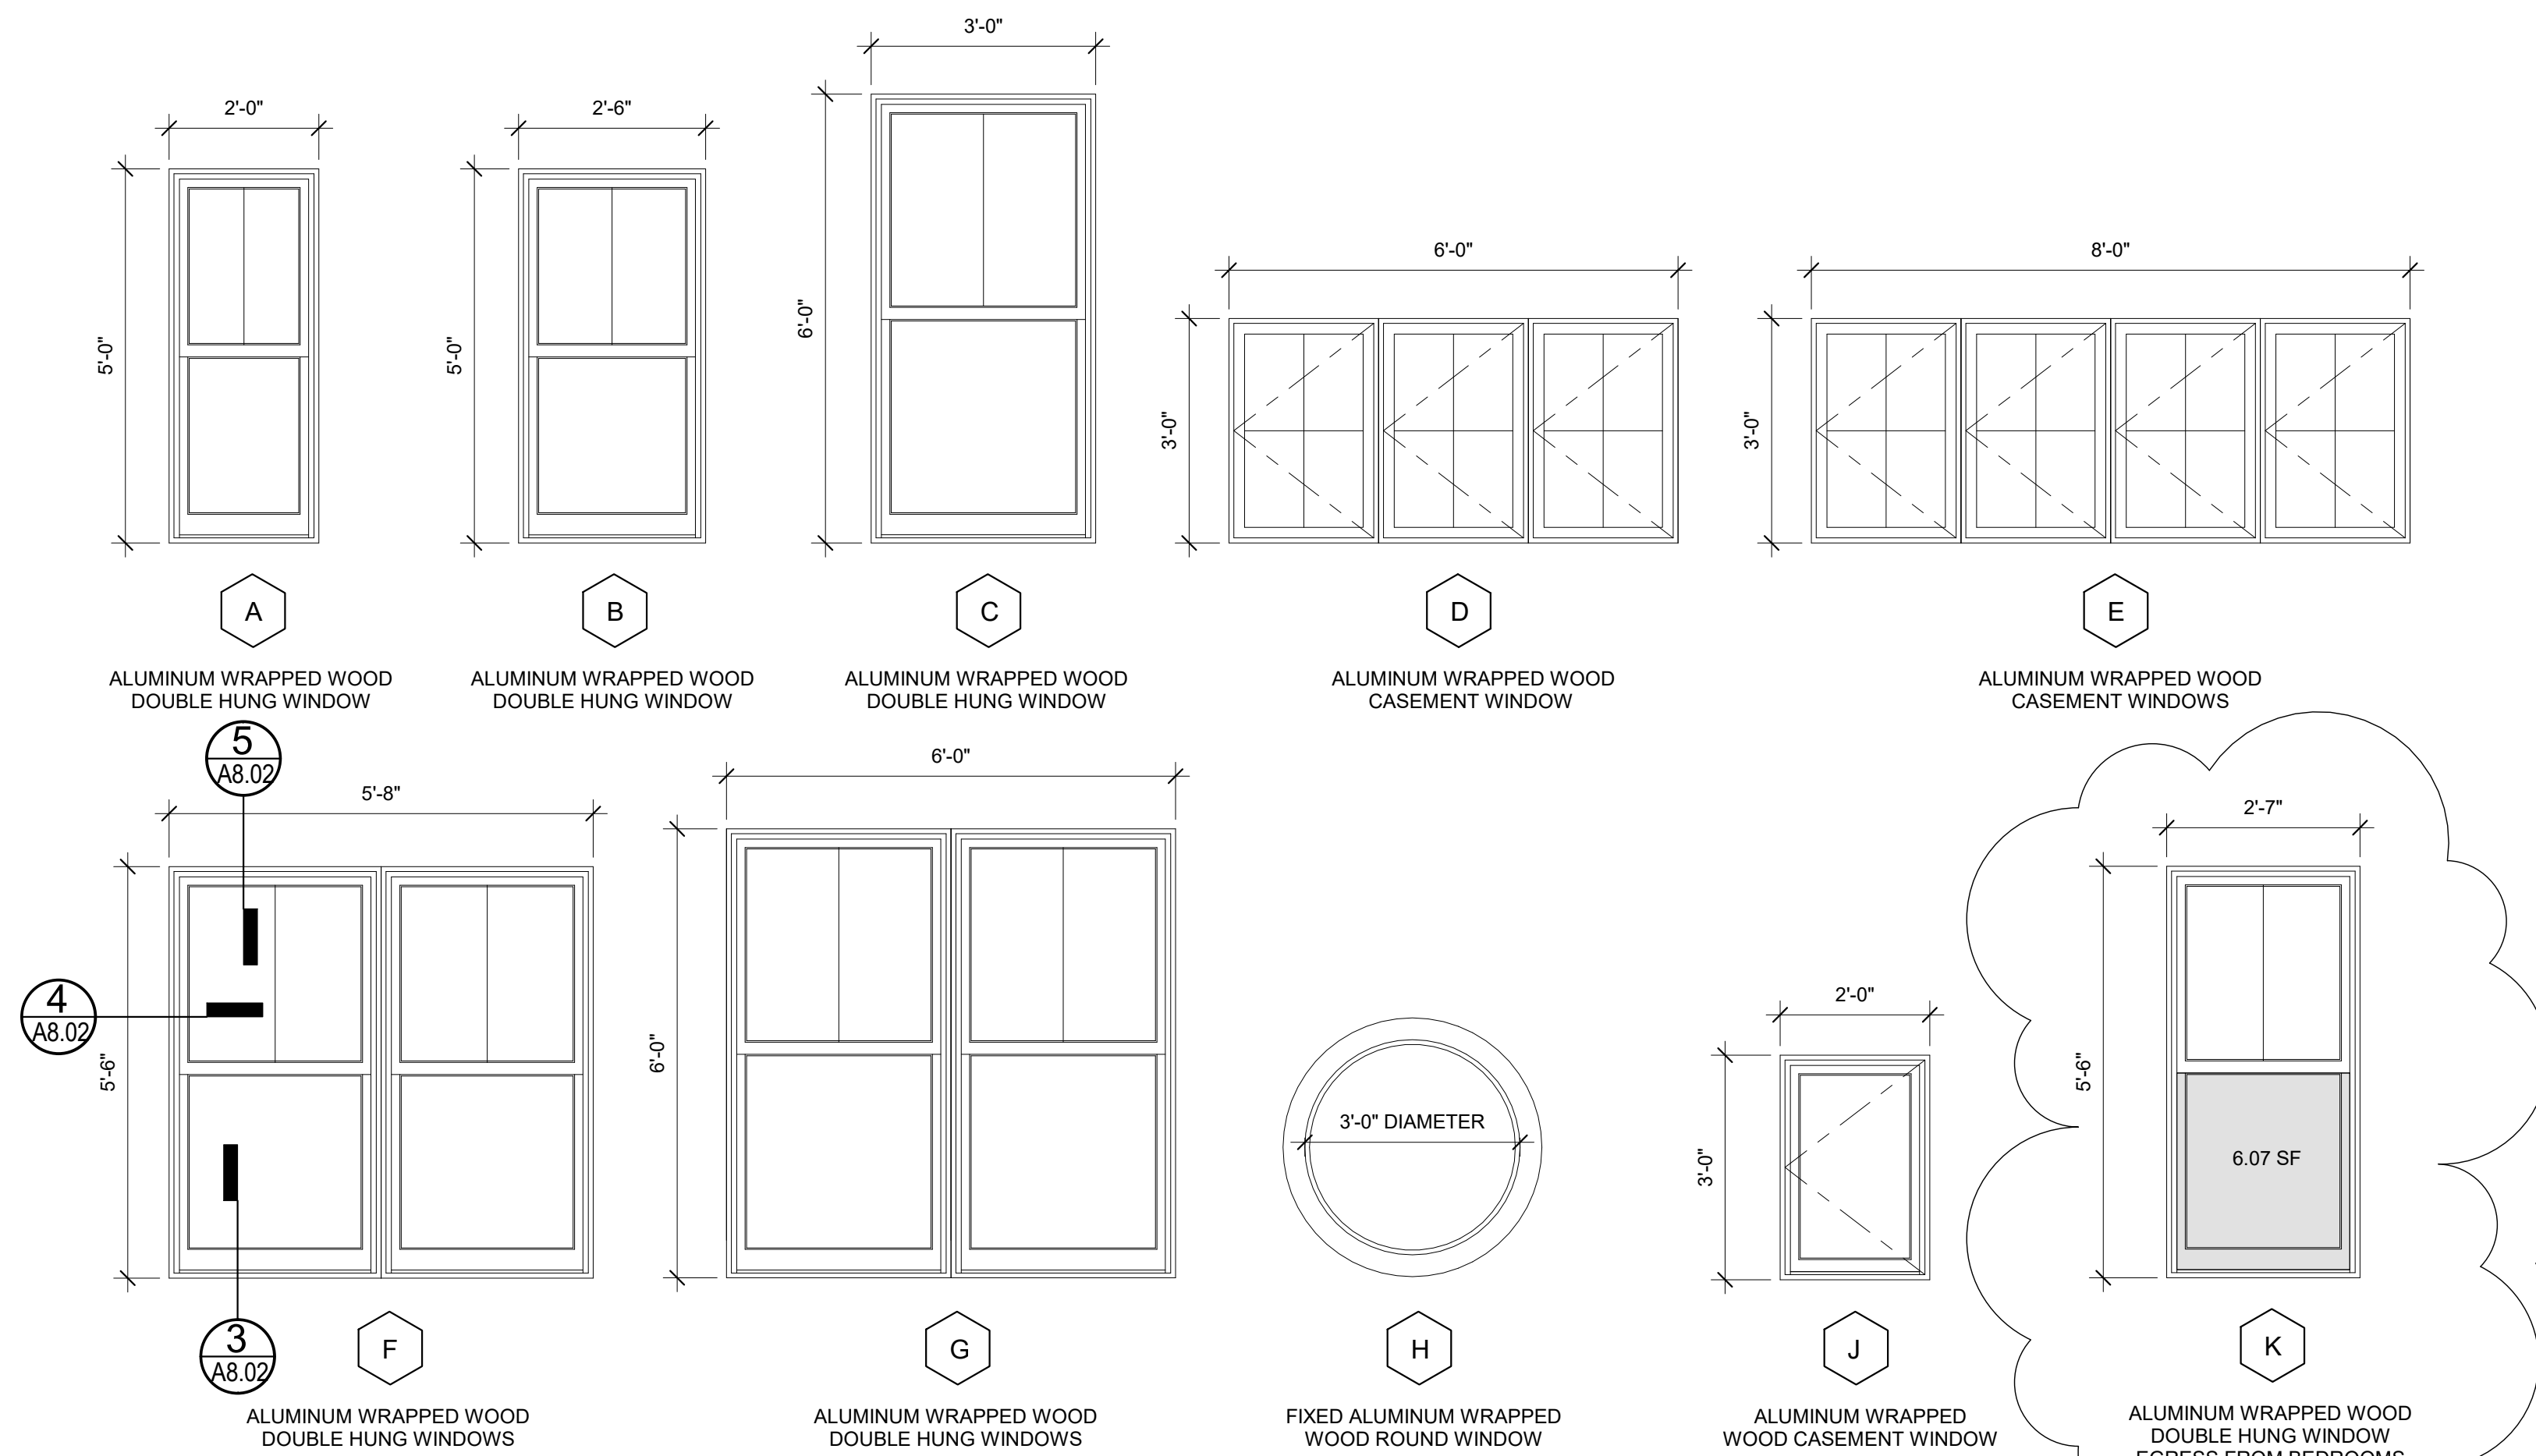 3'-0"
2'-0"
2'-6"
6'-0"
8'-0"
5'-0"
5'-0"
6'-0"
3'-0"
3'-0"
A
B
C
D
E
ALUMINUM WRAPPED WOOD
DOUBLE HUNG WINDOW
ALUMINUM WRAPPED WOOD
DOUBLE HUNG WINDOW
ALUMINUM WRAPPED WOOD
DOUBLE HUNG WINDOW
ALUMINUM WRAPPED WOOD
CASEMENT WINDOW
ALUMINUM WRAPPED WOOD
CASEMENT WINDOWS
5
A8.02
5'-8"
6'-0"
2'-7"
4
A8.02
5'-6"
6'-0"
3'-0" DIAMETER
2'-0"
3'-0"
5'-6"
6.07 SF
3
A8.02
F
G
H
J
K
ALUMINUM WRAPPED WOOD
DOUBLE HUNG WINDOWS
ALUMINUM WRAPPED WOOD
DOUBLE HUNG WINDOWS
FIXED ALUMINUM WRAPPED
WOOD ROUND WINDOW
ALUMINUM WRAPPED
WOOD CASEMENT WINDOW
ALUMINUM WRAPPED WOOD
DOUBLE HUNG WINDOW
EGRESS FROM BEDROOMS